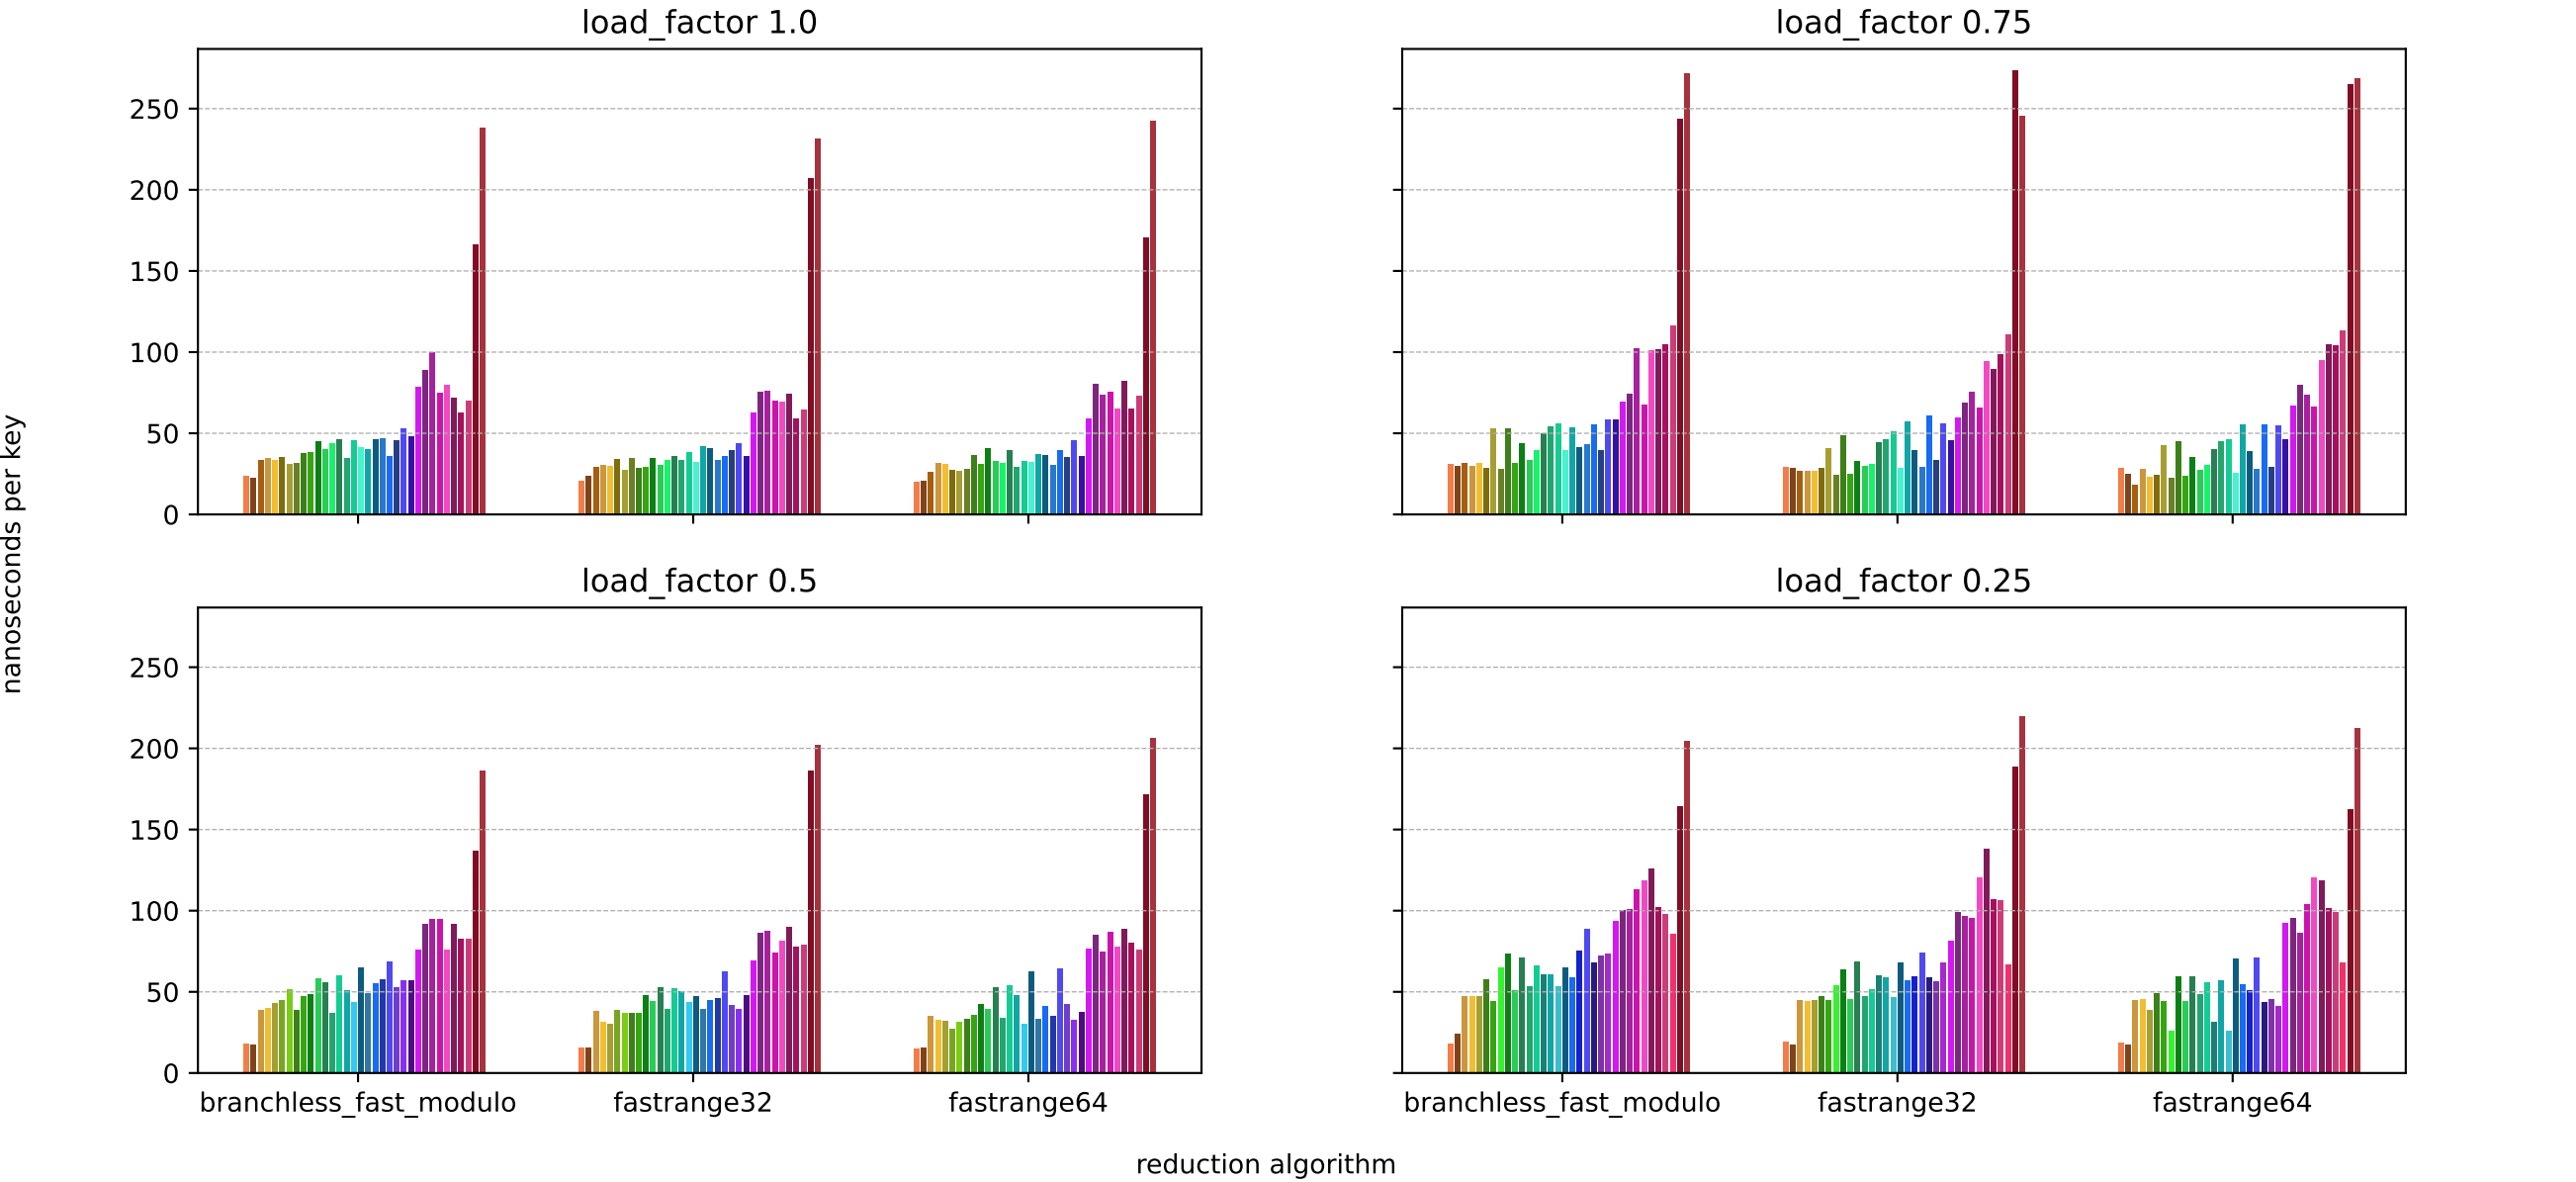 load_factor 1.0
load_factor 0.75
250
200
150
100
50
0
nanoseconds per key
load_factor 0.5
load_factor 0.25
250
200
150
100
50
0
branchless_fast_modulo fastrange32 fastrange64
branchless_fast_modulo fastrange32 fastrange64
reduction algorithm